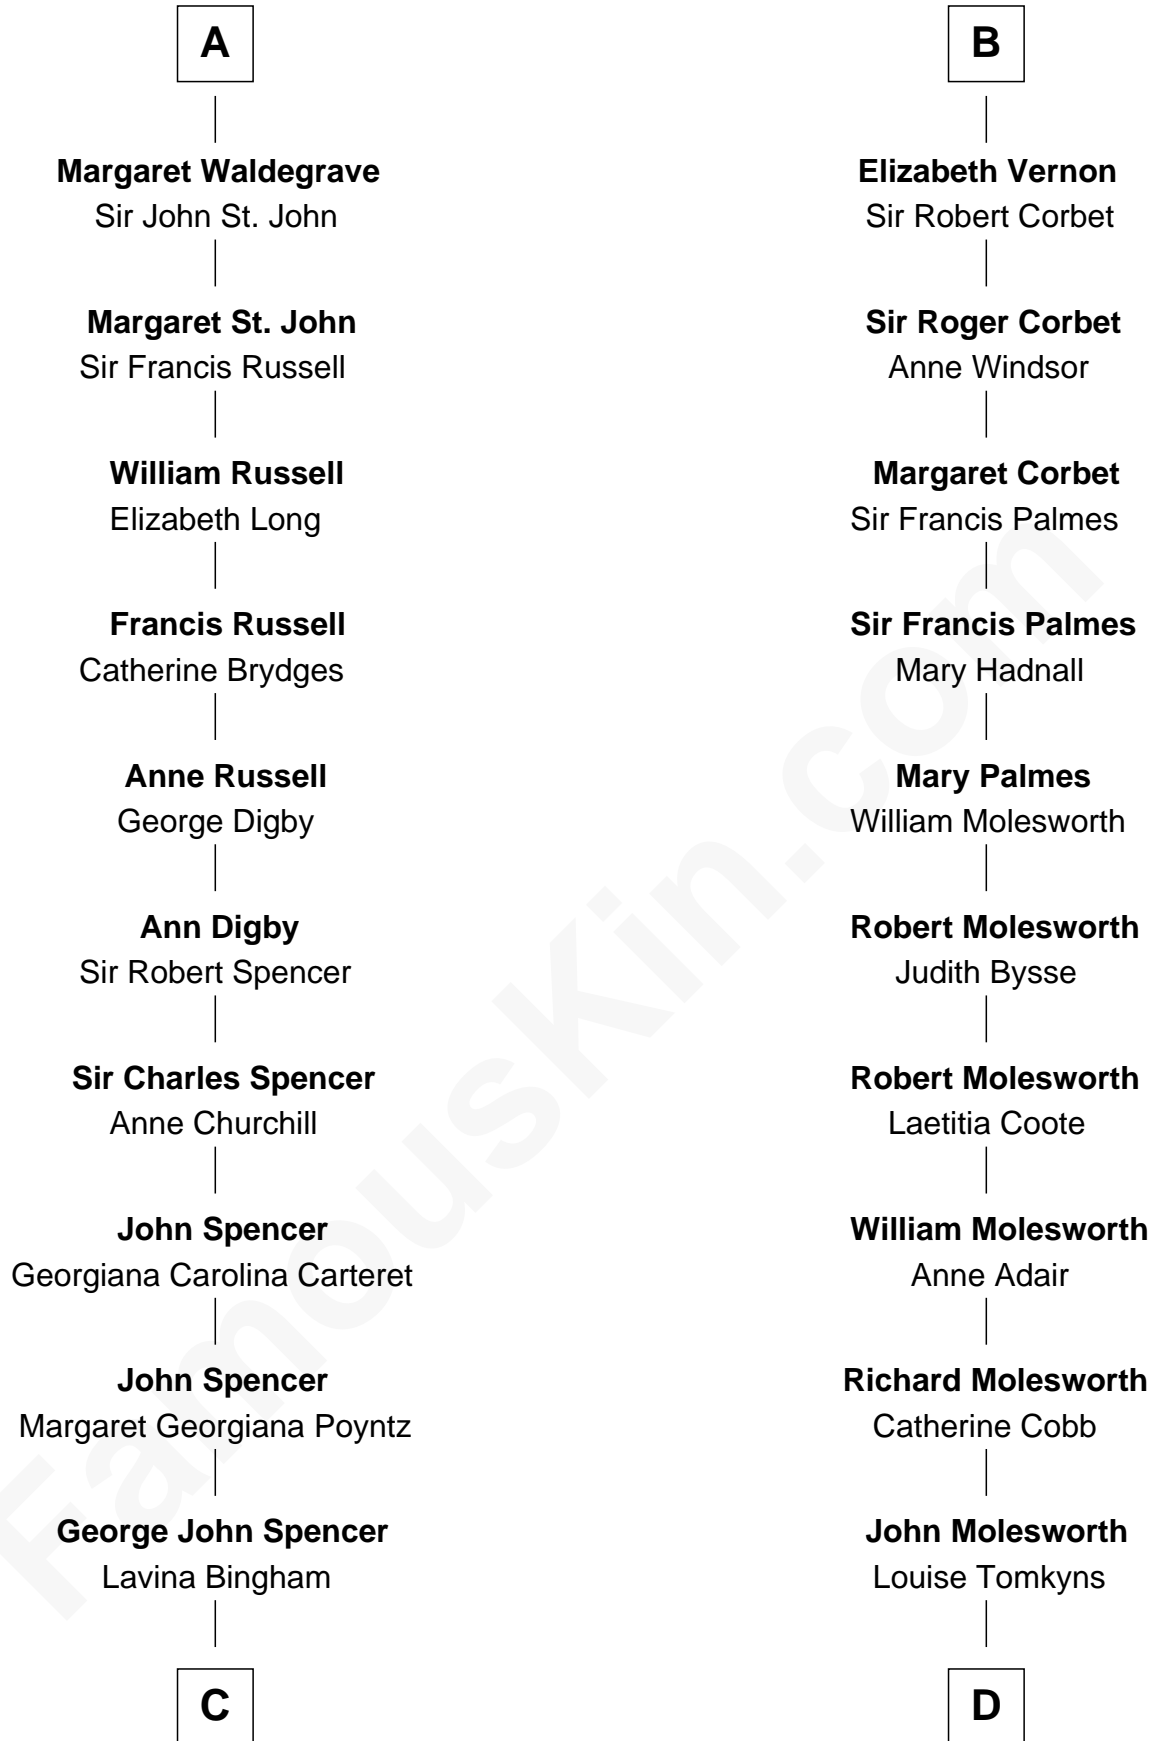 A
Margaret Waldegrave
Sir John St. John
Margaret St. John
Sir Francis Russell
William Russell
Elizabeth Long
Francis Russell
Catherine Brydges
Anne Russell
George Digby
Ann Digby
Sir Robert Spencer
Sir Charles Spencer
Anne Churchill
John Spencer
Georgiana Carolina Carteret
John Spencer
Margaret Georgiana Poyntz
George John Spencer
Lavina Bingham
C
B
Elizabeth Vernon
Sir Robert Corbet
Sir Roger Corbet
Anne Windsor
Margaret Corbet
Sir Francis Palmes
Sir Francis Palmes
Mary Hadnall
Mary Palmes
William Molesworth
Robert Molesworth
Judith Bysse
Robert Molesworth
Laetitia Coote
William Molesworth
Anne Adair
Richard Molesworth
Catherine Cobb
John Molesworth
Louise Tomkyns
D
FamousKin.com